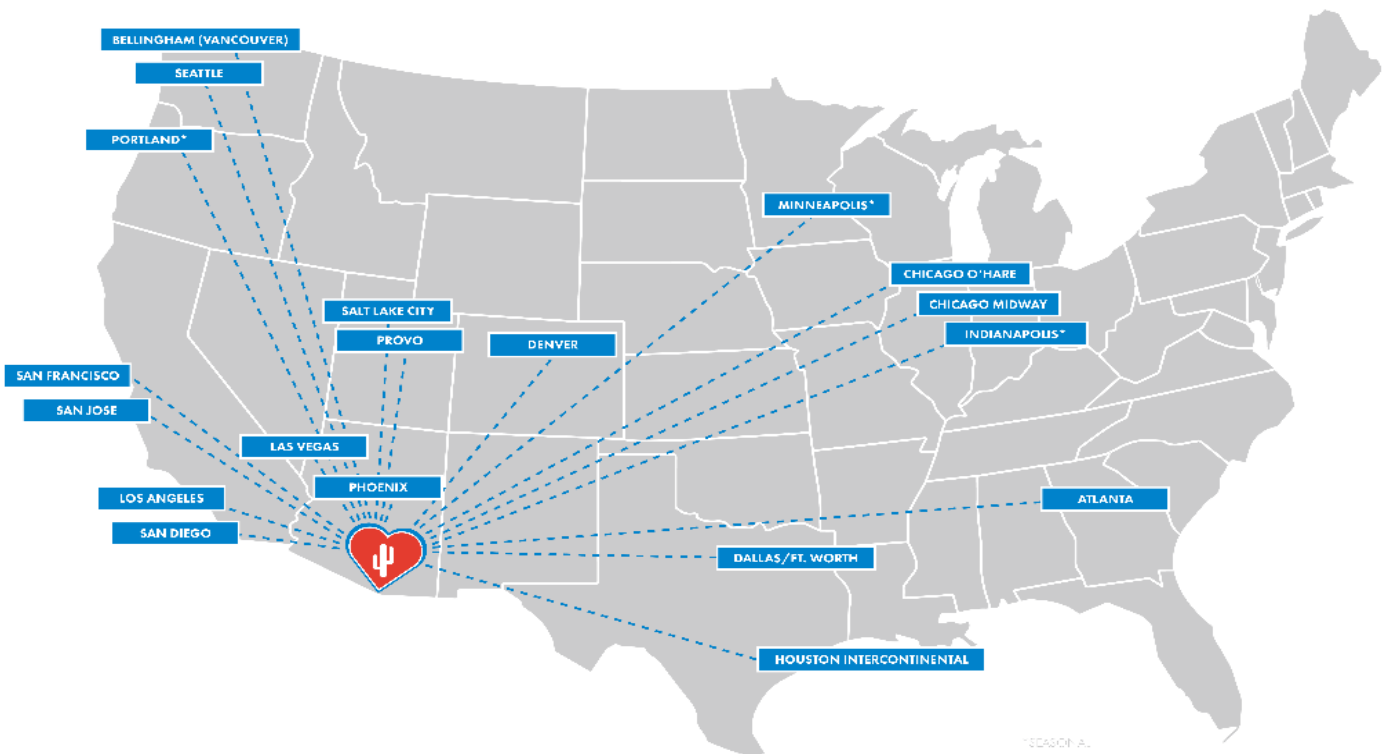 BELLINGHAM (VANCOUVER)
SEATTLE
PORTLAND*
MINNEAPOLIS*
CHICAGO O'HARE
CHICAGO MIDWAY
SALT LAKE CITY
INDIANAPOLIS*
PROVO
DENVER
SAN FRANCISCO
SAN JOSE
LAS VEGAS
PHOENIX
LOS ANGELES
ATLANTA
SAN DIEGO
DALLAS/FT. WORTH
HOUSTON INTERCONTINENTAL
*SEASONAL